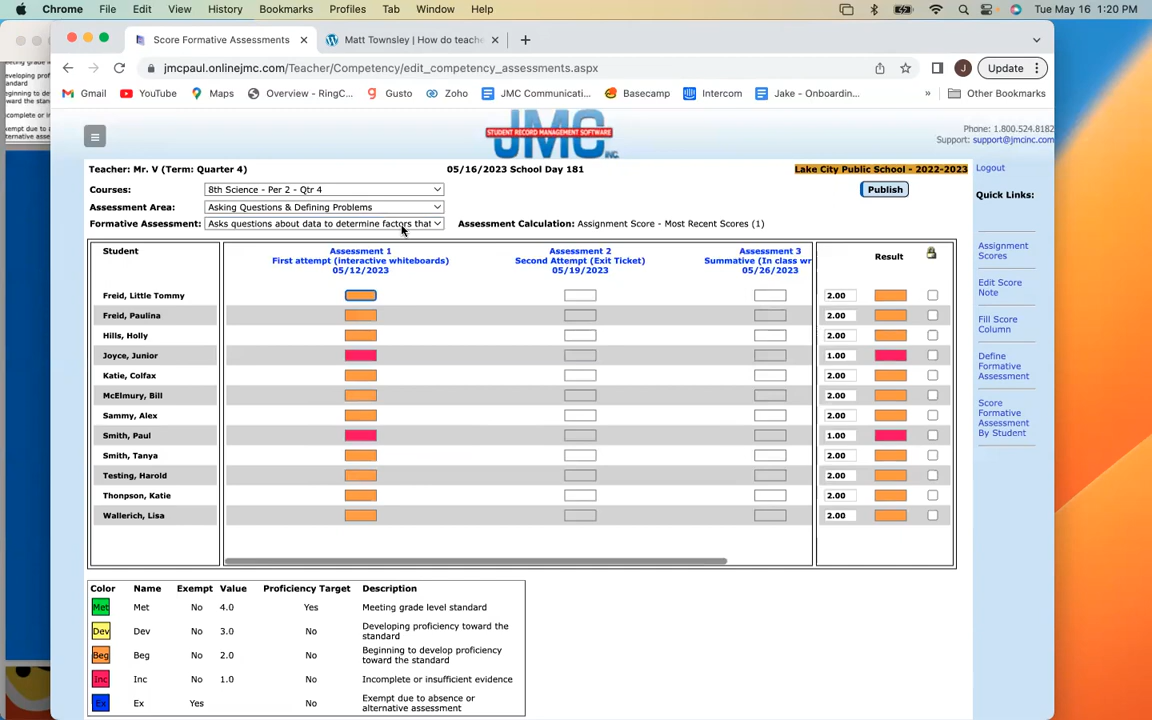 Chrome File Edit View History Bookmarks Profiles Tab Window Help Tue May 16 1:20 PM
Score Formative Assessments × Matt Townsley | How do teache × +
jmcpaul.onlinejmc.com/Teacher/Competency/edit_competency_assessments.aspx J Update
Gmail YouTube Maps Overview - RingC... Gusto Zoho JMC Communicati... Basecamp Intercom Jake - Onboardin... » Other Bookmarks
JMC
STUDENT RECORD MANAGEMENT SOFTWARE
INC.
Phone: 1.800.524.8182
Support: support@jmcinc.com
Teacher: Mr. V (Term: Quarter 4) 05/16/2023 School Day 181 Lake City Public School - 2022-2023 Logout
Courses: 8th Science - Per 2 - Qtr 4 Publish
Quick Links:
Assessment Area: Asking Questions & Defining Problems
Formative Assessment: Asks questions about data to determine factors that Assessment Calculation: Assignment Score - Most Recent Scores (1)
Student Assessment 1 Assessment 2 Assessment 3 Result
First attempt (interactive whiteboards) Second Attempt (Exit Ticket) Summative (In class wr
05/12/2023 05/19/2023 05/26/2023
Freid, Little Tommy 2.00
Freid, Paulina 2.00
Hills, Holly 2.00
Joyce, Junior 1.00
Katie, Colfax 2.00
McElmury, Bill 2.00
Sammy, Alex 2.00
Smith, Paul 1.00
Smith, Tanya 2.00
Testing, Harold 2.00
Thonpson, Katie 2.00
Wallerich, Lisa 2.00
Assignment
Scores
Edit Score
Note
Fill Score
Column
Define
Formative
Assessment
Score
Formative
Assessment
By Student
Color Name Exempt Value Proficiency Target Description
Met Met No 4.0 Yes Meeting grade level standard
Dev Dev No 3.0 No Developing proficiency toward the
standard
Beg Beg No 2.0 No Beginning to develop proficiency
toward the standard
Inc Inc No 1.0 No Incomplete or insufficient evidence
Ex Ex Yes No Exempt due to absence or
alternative assessment